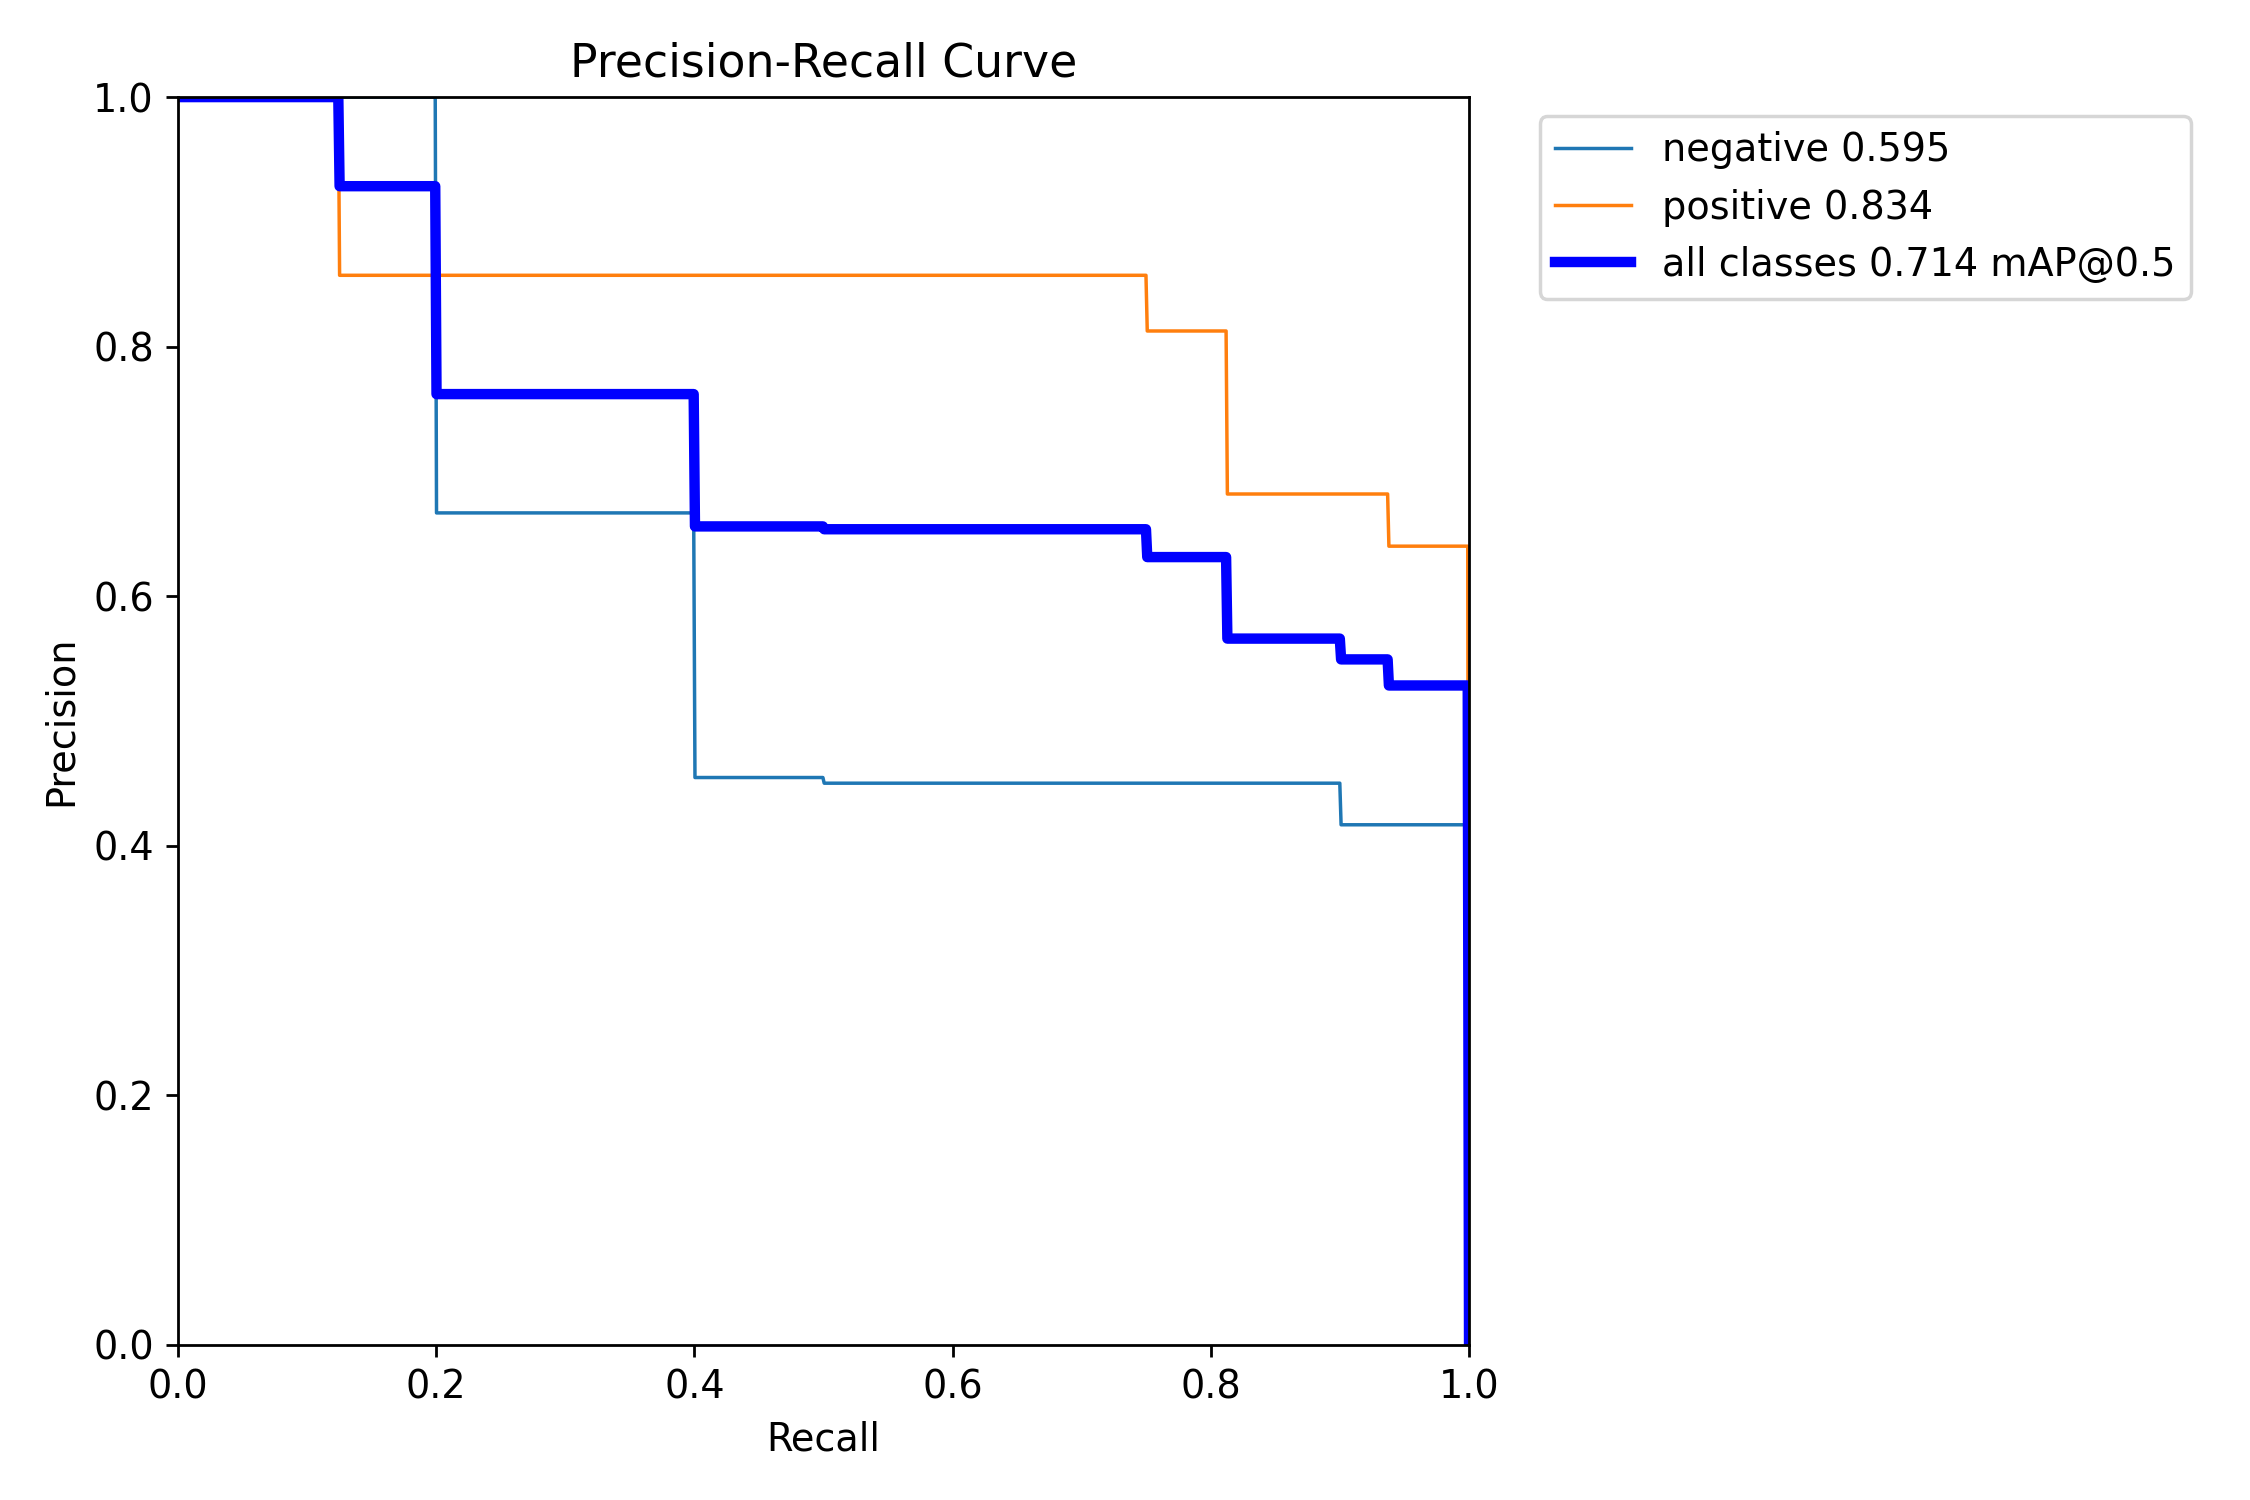 Precision-Recall Curve
1.0
0.8
0.6
0.4
0.2
0.0
Precision
0.0 0.2 0.4 0.6 0.8 1.0
Recall
negative 0.595
positive 0.834
all classes 0.714 mAP@0.5